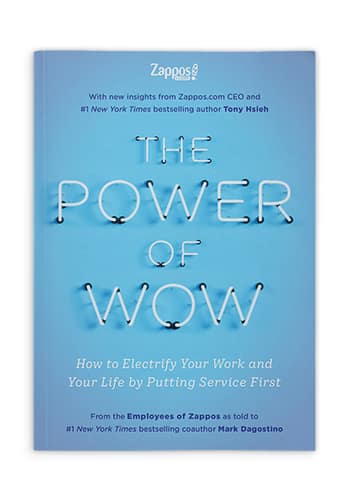 Zappos
With new insights from Zappos.com CEO and
#1 New York Times bestselling author Tony Hsieh
THE
POWER
OF
WOW
How to Electrify Your Work and
Your Life by Putting Service First
From the Employees of Zappos as told to
#1 New York Times bestselling coauthor Mark Dagostino